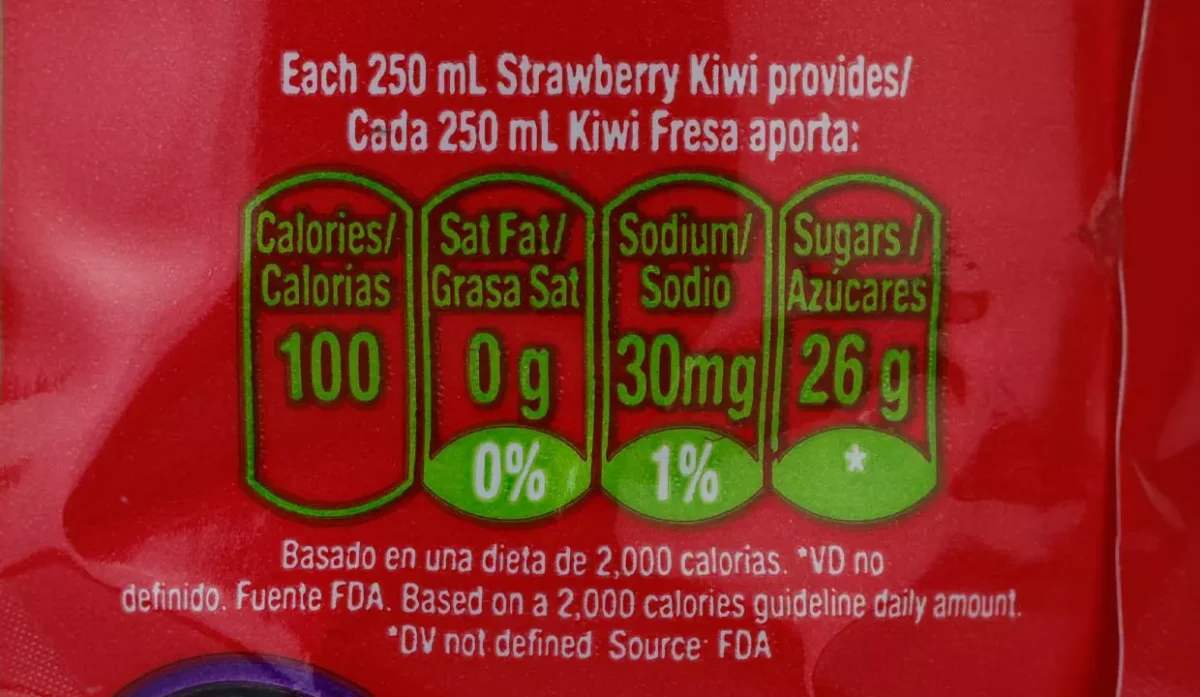 Each 250 mL Strawberry Kiwi provides/
Cada 250 mL Kiwi Fresa aporta:
Calories/
Calorias
100
Sat Fat/
Grasa Sat
0 g
0%
Sodium/
Sodio
30mg
1%
Sugars /
Azúcares
26 g
*
Basado en una dieta de 2,000 calorias. *VD no
definido. Fuente FDA. Based on a 2,000 calories guideline daily amount.
*DV not defined Source: FDA